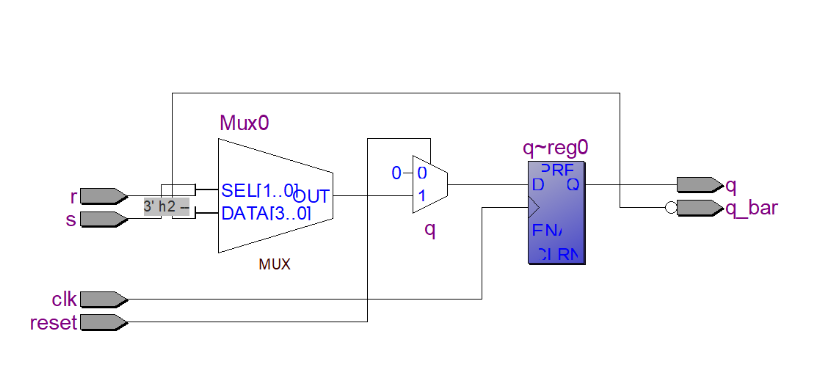 Mux0
q~reg0
SEL[1..0]
OUT
DATA[3..0]
MUX
3' h2 --
r
s
0
0
1
q
PRE
D
Q
ENA
CLRN
q
q_bar
clk
reset